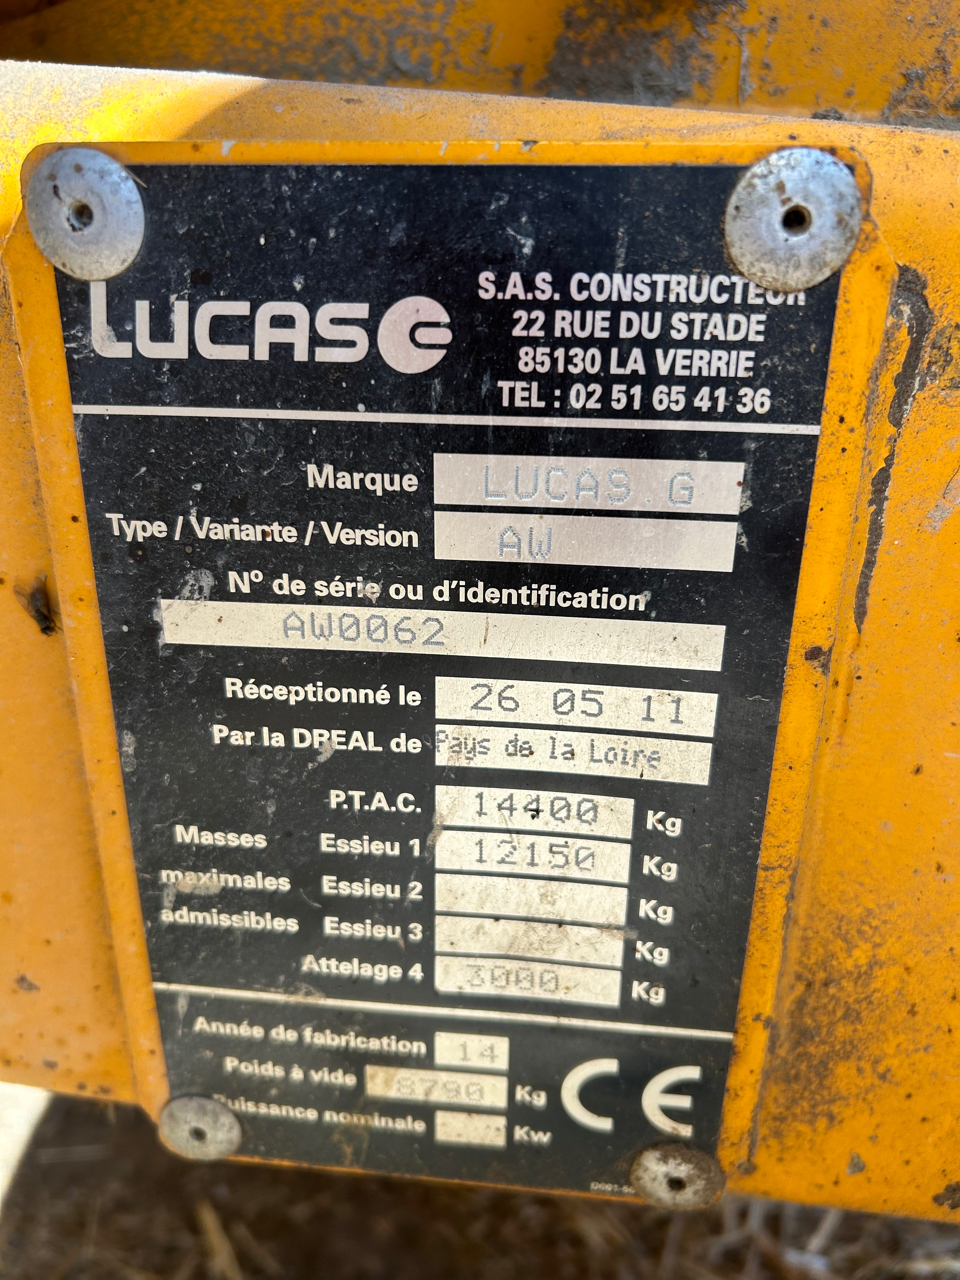 LUCAS G
S.A.S. CONSTRUCTEUR
22 RUE DU STADE
85130 LA VERRIE
TEL : 02 51 65 41 36
Marque LUCAS G
Type / Variante / Version AW
N° de série ou d'identification
AW0062
Réceptionné le 26 05 11
Par la DREAL de Pays de la Loire
P.T.A.C. 14400 Kg
Masses Essieu 1 12150 Kg
maximales Essieu 2 Kg
admissibles Essieu 3 Kg
Attelage 4 3000 Kg
Année de fabrication 14
Poids à vide 8790 Kg
Puissance nominale Kw
CE